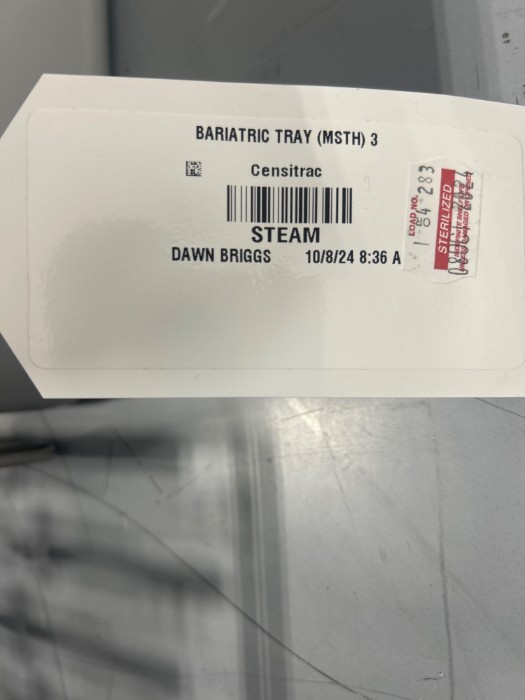 BARIATRIC TRAY (MSTH) 3
Censitrac
STEAM
DAWN BRIGGS 10/8/24 8:36 A
LOAD NO.
1 84 283
STERILIZED